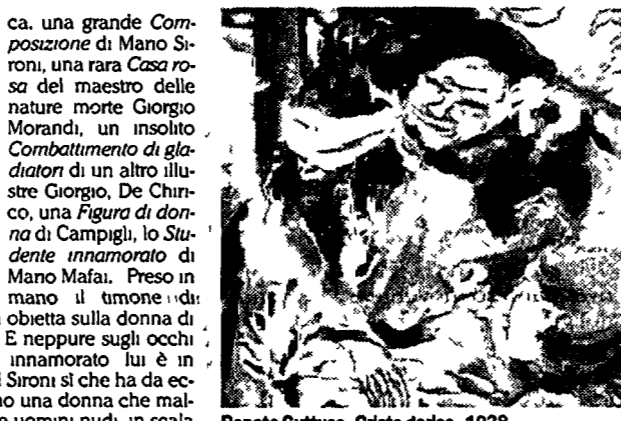 ca, una grande Com-
posizione di Mano Si-
roni, una rara Casa ro-
sa del maestro delle
nature morte Giorgio
Morandi, un insolito
Combattimento di gla-
diatori di un altro illu-
stre Giorgio, De Chiri-
co, una Figura di don-
na di Campigli, lo Stu-
dente innamorato di
Mano Mafai. Preso in
mano il timone di
obietta sulla donna di
E neppure sugli occhi
innamorato lui è in
Sironi sì che ha da ec-
no una donna che mal-
uomini nudi, in scala
Renato Guttuso, Cristo deriso, 1938